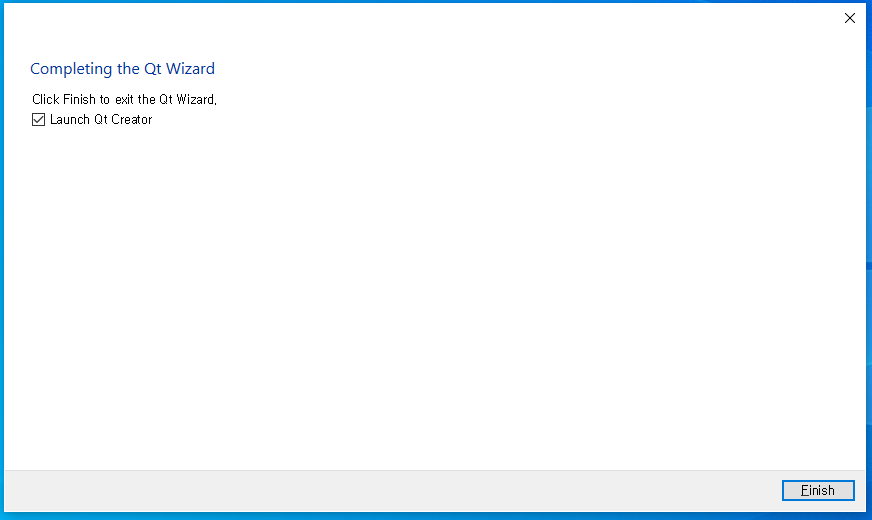 Completing the Qt Wizard
Click Finish to exit the Qt Wizard.
Launch Qt Creator
Finish